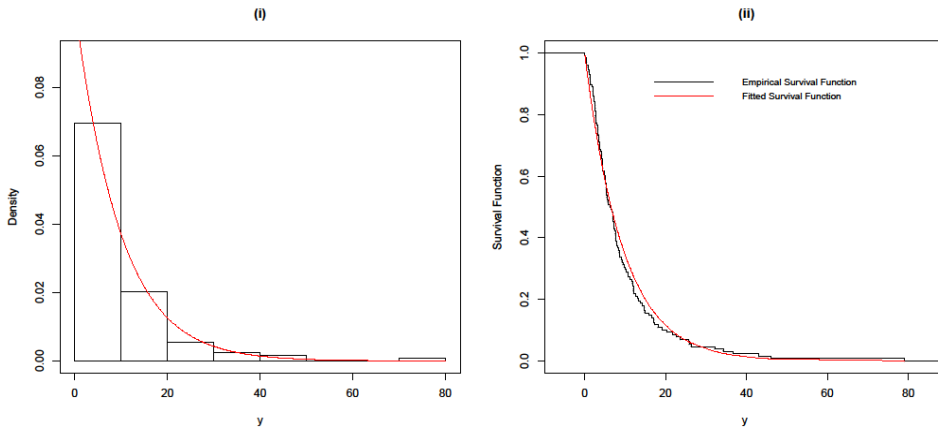 (i)
Density
0.00 0.02 0.04 0.06 0.08
0 20 40 60 80
y
(ii)
Survival Function
0.0 0.2 0.4 0.6 0.8 1.0
Empirical Survival Function
Fitted Survival Function
0 20 40 60 80
y